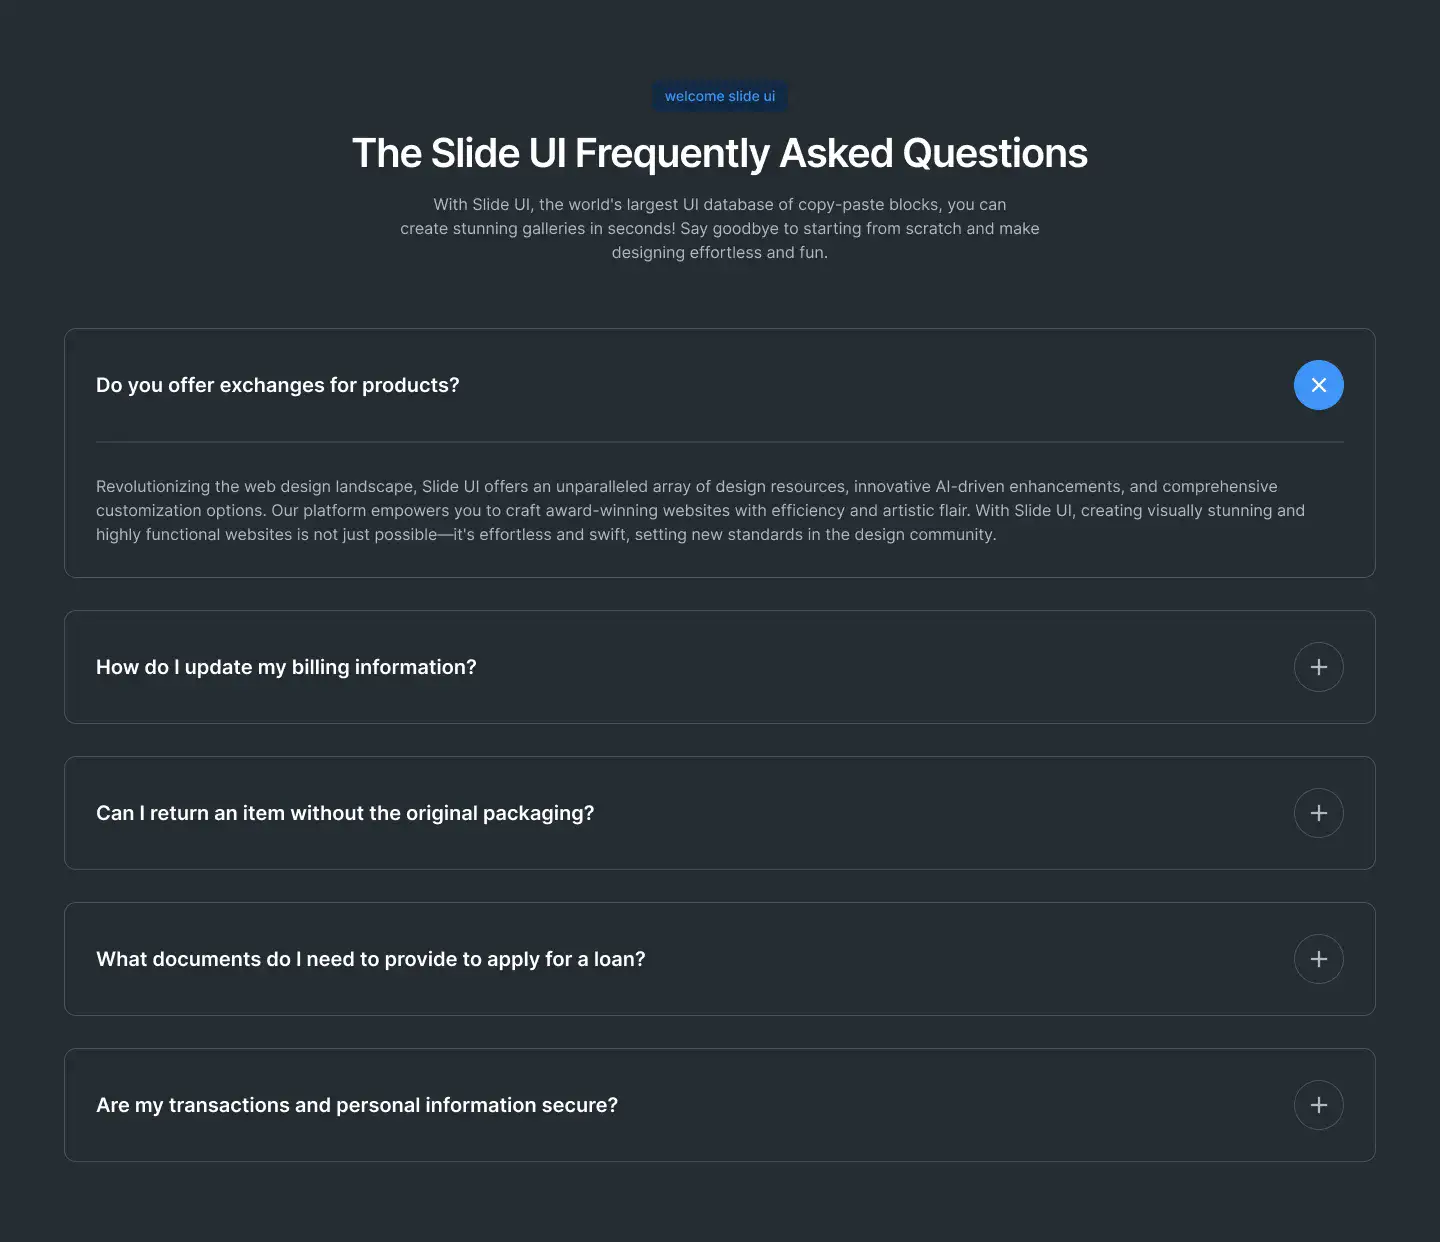 welcome slide ui
The Slide UI Frequently Asked Questions
With Slide UI, the world's largest UI database of copy-paste blocks, you can
create stunning galleries in seconds! Say goodbye to starting from scratch and make
designing effortless and fun.
Do you offer exchanges for products?
Revolutionizing the web design landscape, Slide UI offers an unparalleled array of design resources, innovative AI-driven enhancements, and comprehensive
customization options. Our platform empowers you to craft award-winning websites with efficiency and artistic flair. With Slide UI, creating visually stunning and
highly functional websites is not just possible—it's effortless and swift, setting new standards in the design community.
How do I update my billing information?
Can I return an item without the original packaging?
What documents do I need to provide to apply for a loan?
Are my transactions and personal information secure?